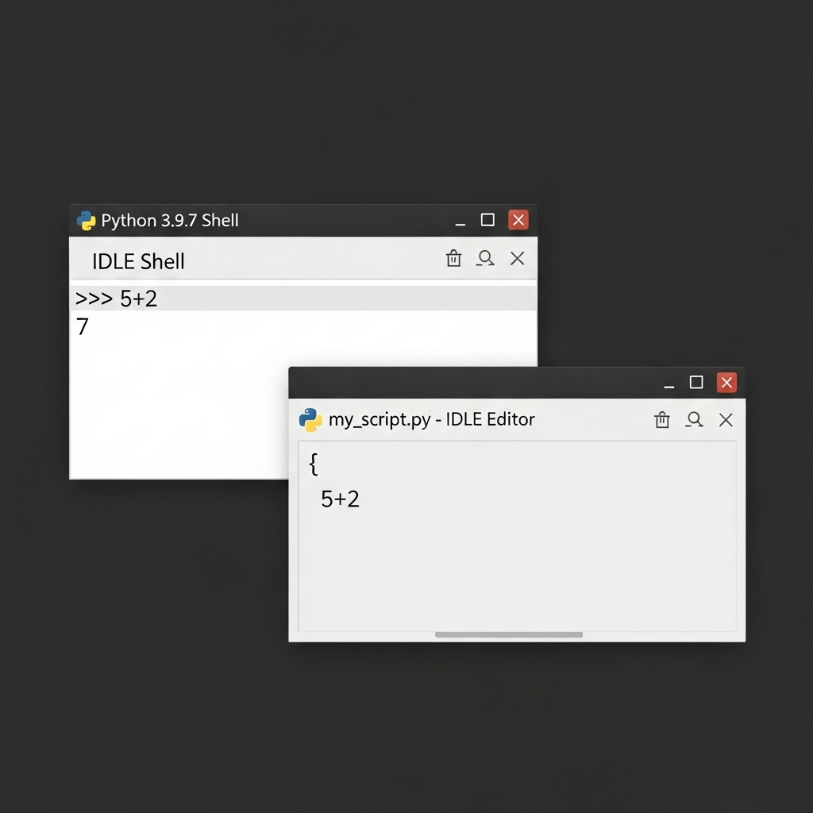 Python 3.9.7 Shell
IDLE Shell
>>> 5+2
7
my_script.py - IDLE Editor
{
5+2